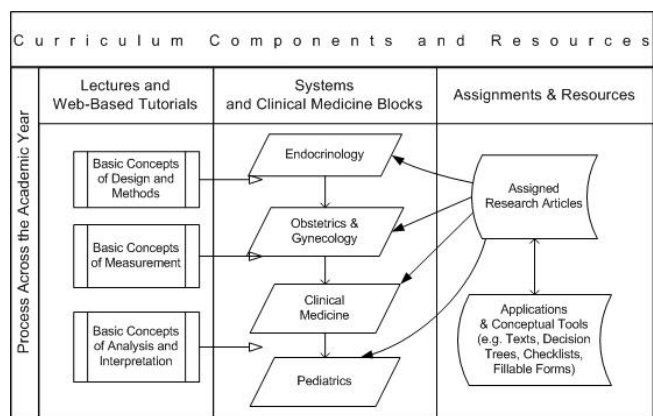 Curriculum Components and Resources
Process Across the Academic Year
Lectures and
Web-Based Tutorials
Systems
and Clinical Medicine Blocks
Assignments & Resources
Basic Concepts
of Design and
Methods
Basic Concepts
of Measurement
Basic Concepts
of Analysis and
Interpretation
Endocrinology
Obstetrics &
Gynecology
Clinical
Medicine
Pediatrics
Assigned
Research Articles
Applications
& Conceptual Tools
(e.g. Texts, Decision
Trees, Checklists,
Fillable Forms)